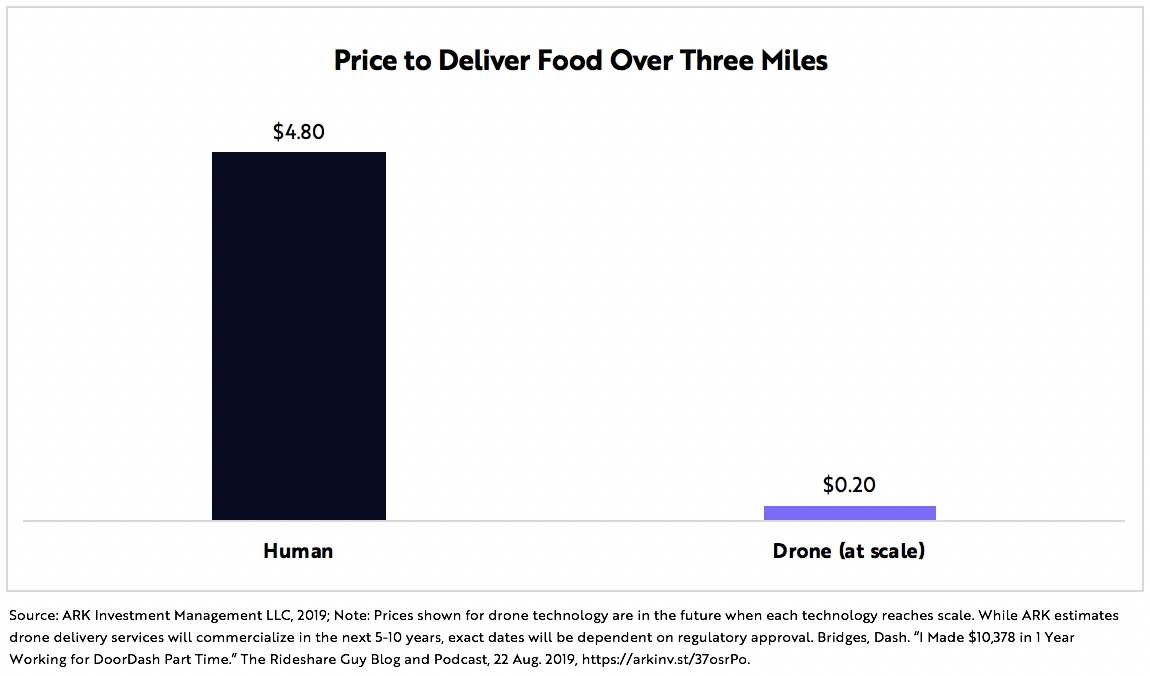 Price to Deliver Food Over Three Miles
$4.80
$0.20
Human
Drone (at scale)
Source: ARK Investment Management LLC, 2019; Note: Prices shown for drone technology are in the future when each technology reaches scale. While ARK estimates
drone delivery services will commercialize in the next 5-10 years, exact dates will be dependent on regulatory approval. Bridges, Dash. “I Made $10,378 in 1 Year
Working for DoorDash Part Time.” The Rideshare Guy Blog and Podcast, 22 Aug. 2019, https://arkinv.st/37osrPo.